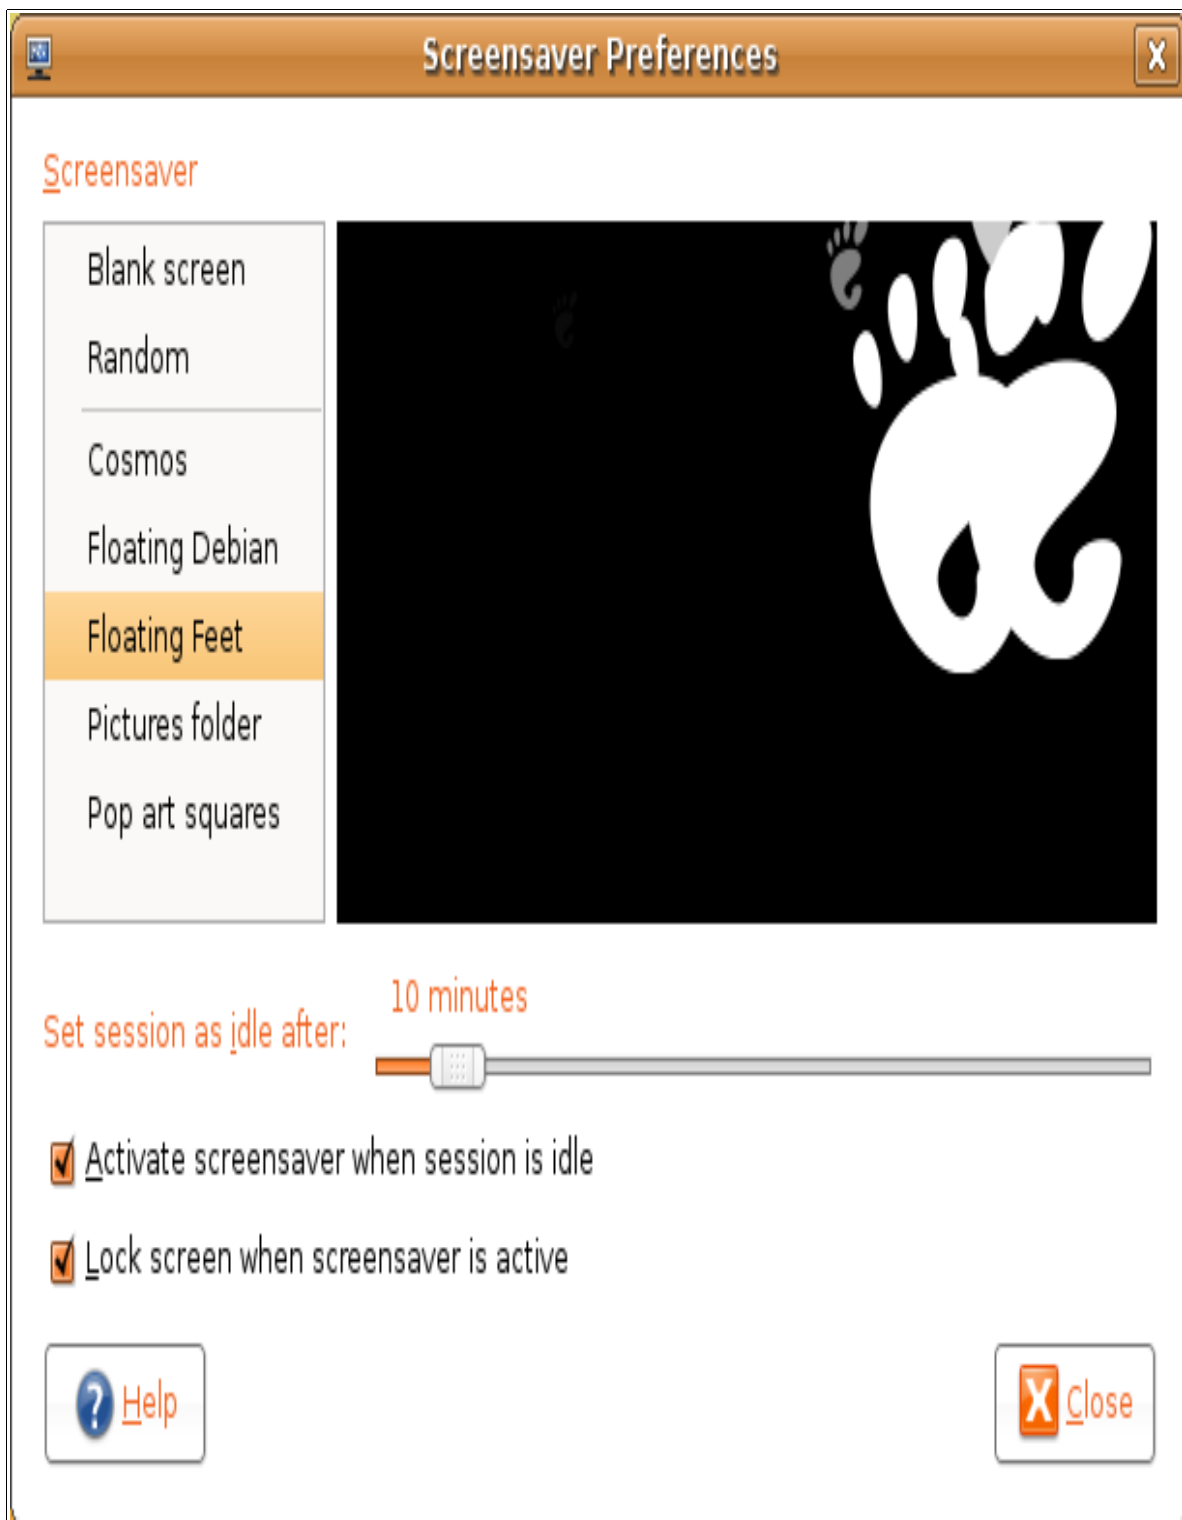 Screensaver Preferences
Screensaver
Blank screen
Random
Cosmos
Floating Debian
Floating Feet
Pictures folder
Pop art squares
10 minutes
Set session as idle after:
Activate screensaver when session is idle
Lock screen when screensaver is active
Help
Close